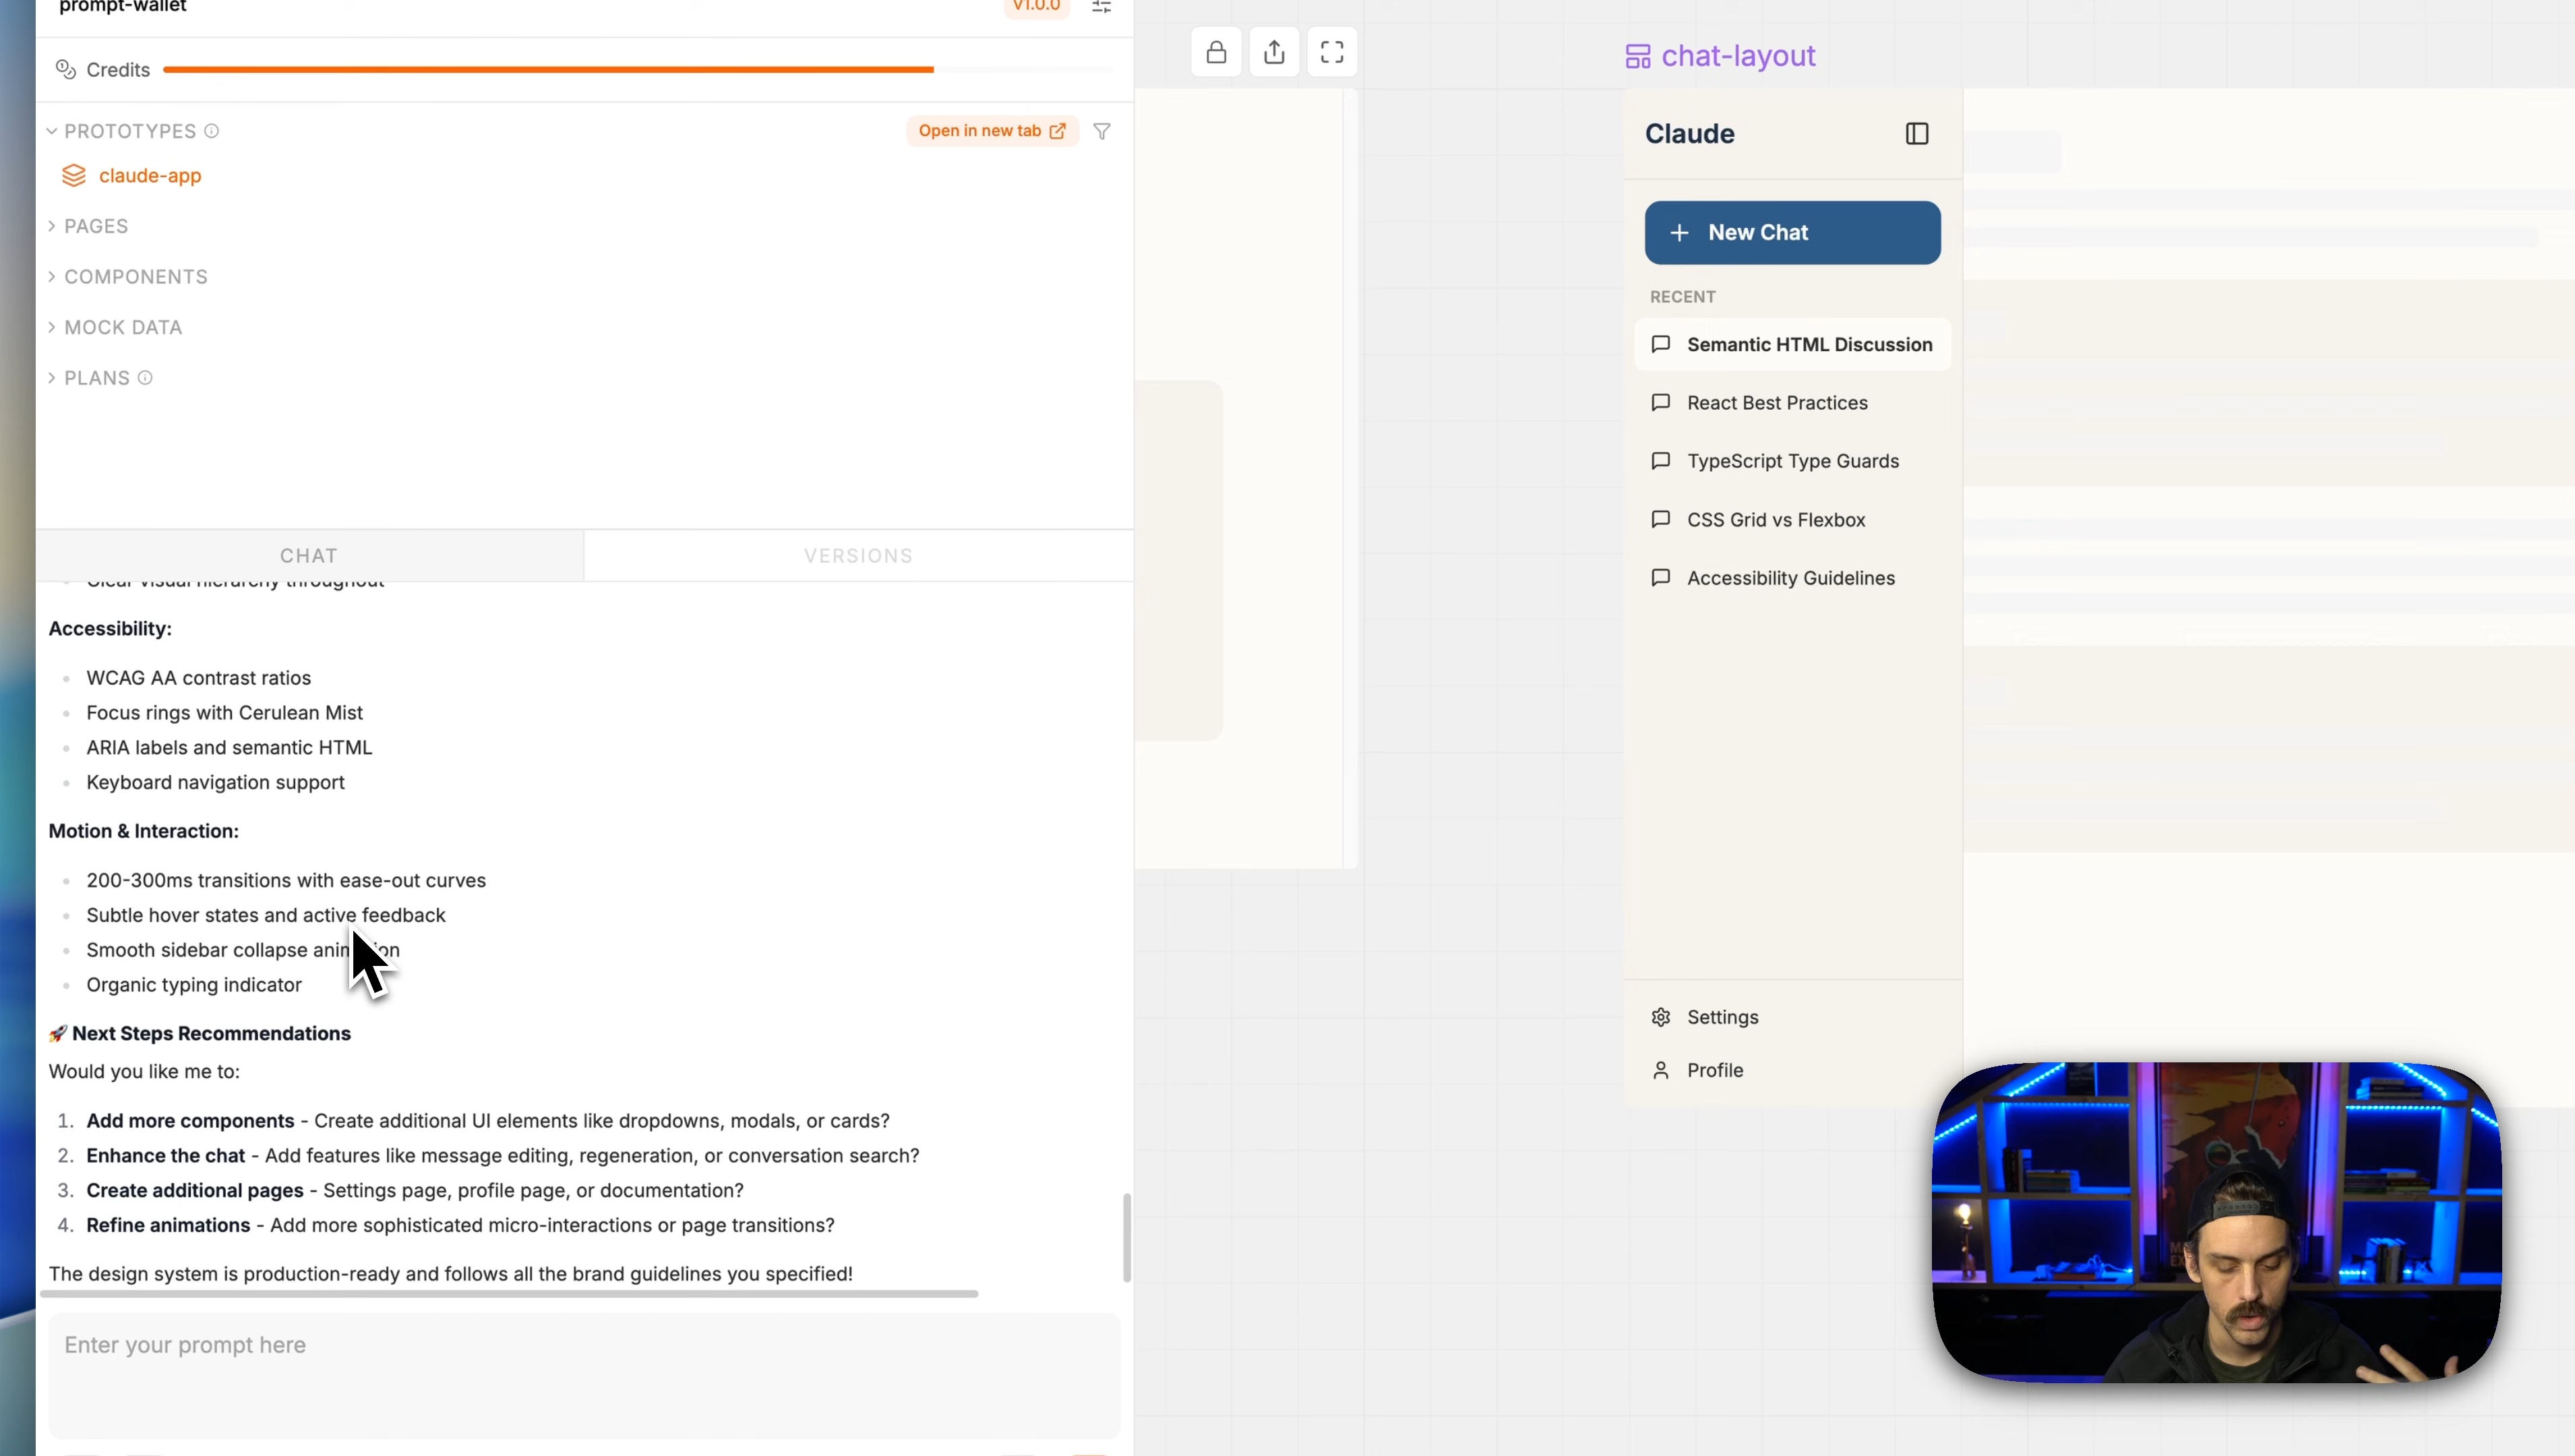 prompt-wallet
V1.0.0
Credits
PROTOTYPES
Open in new tab
claude-app
PAGES
COMPONENTS
MOCK DATA
PLANS
CHAT
VERSIONS
Clear visual hierarchy throughout
Accessibility:
WCAG AA contrast ratios
Focus rings with Cerulean Mist
ARIA labels and semantic HTML
Keyboard navigation support
Motion & Interaction:
200-300ms transitions with ease-out curves
Subtle hover states and active feedback
Smooth sidebar collapse animation
Organic typing indicator
🚀 Next Steps Recommendations
Would you like me to:
1. Add more components - Create additional UI elements like dropdowns, modals, or cards?
2. Enhance the chat - Add features like message editing, regeneration, or conversation search?
3. Create additional pages - Settings page, profile page, or documentation?
4. Refine animations - Add more sophisticated micro-interactions or page transitions?
The design system is production-ready and follows all the brand guidelines you specified!
Enter your prompt here
chat-layout
Claude
+ New Chat
RECENT
Semantic HTML Discussion
React Best Practices
TypeScript Type Guards
CSS Grid vs Flexbox
Accessibility Guidelines
Settings
Profile